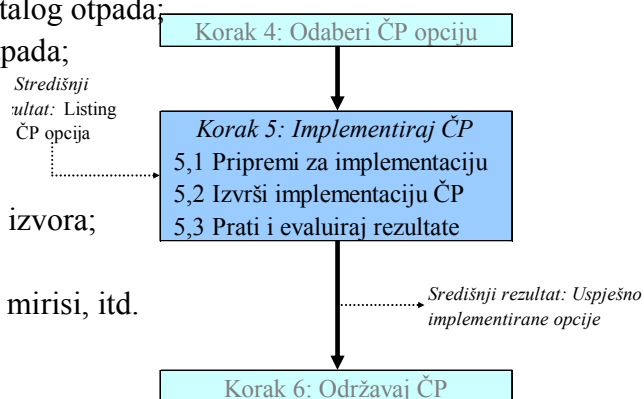 talog otpada;
pada;
Korak 4: Odaberi ČP opciju
Stredišnji
zultat: Listing
ČP opcija
Korak 5: Implementiraj ČP
5,1 Pripremi za implementaciju
5,2 Izvrši implementaciju ČP
5,3 Prati i evaluiraj rezultate
izvora;
mirisi, itd.
Središnji rezultat: Uspješno
implementirane opcije
Korak 6: Održavaj ČP